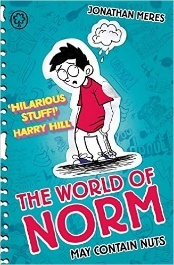 JONATHAN MERES
'HILARIOUS
STUFF!'
HARRY HILL
THE WORLD OF
NORM
MAY CONTAIN NUTS